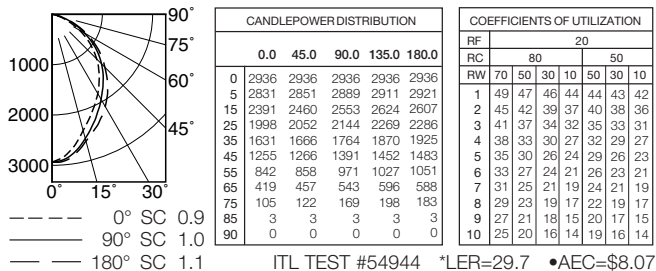 90°
75°
60°
45°
1000
2000
3000
0° 15° 30°
0° SC 0.9
90° SC 1.0
180° SC 1.1
CANDLEPOWER DISTRIBUTION
0.0 45.0 90.0 135.0 180.0
0 2936 2936 2936 2936 2936
5 2831 2851 2889 2911 2921
15 2391 2460 2553 2624 2607
25 1998 2052 2144 2269 2286
35 1631 1666 1764 1870 1925
45 1255 1266 1391 1452 1483
55 842 858 971 1027 1051
65 419 457 543 596 588
75 105 122 169 198 183
85 3 3 3 3 3
90 0 0 0 0 0
COEFFICIENTS OF UTILIZATION
RF 20
RC 80 50
RW 70 50 30 10 50 30 10
1 49 47 46 44 44 43 42
2 45 42 39 37 40 38 36
3 41 37 34 32 35 33 31
4 38 33 30 27 32 29 27
5 35 30 26 24 29 26 23
6 33 27 24 21 26 23 21
7 31 25 21 19 24 21 19
8 29 23 19 17 22 19 17
9 27 21 18 15 20 17 15
10 25 20 16 14 19 16 14
ITL TEST #54944 *LER=29.7 •AEC=$8.07